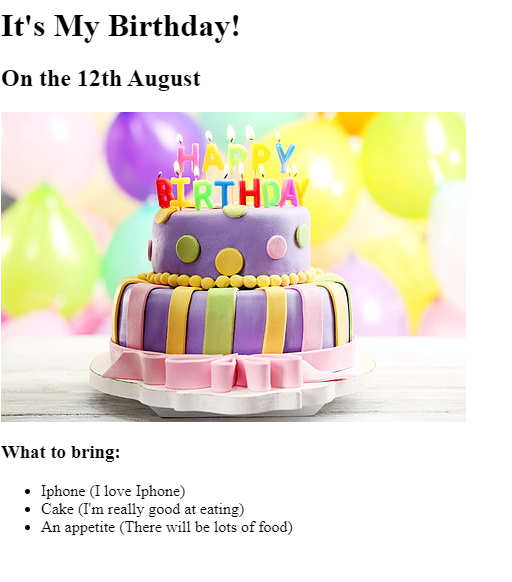 It's My Birthday!
On the 12th August
HAPPY
BIRTHDAY
What to bring:
Iphone (I love Iphone)
Cake (I'm really good at eating)
An appetite (There will be lots of food)